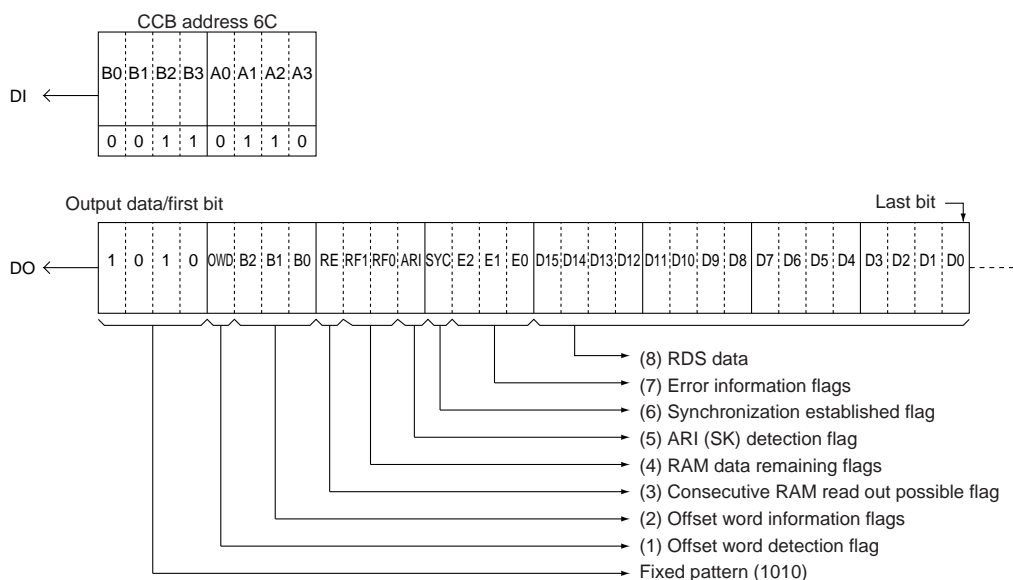 CCB address 6C
B0 B1 B2 B3 A0 A1 A2 A3
DI
0 0 1 1 0 1 1 0
Output data/first bit
Last bit
DO
1 0 1 0 OWD B2 B1 B0 RE RF1 RF0 ARI SYC E2 E1 E0 D15 D14 D13 D12 D11 D10 D9 D8 D7 D6 D5 D4 D3 D2 D1 D0
(8) RDS data
(7) Error information flags
(6) Synchronization established flag
(5) ARI (SK) detection flag
(4) RAM data remaining flags
(3) Consecutive RAM read out possible flag
(2) Offset word information flags
(1) Offset word detection flag
Fixed pattern (1010)